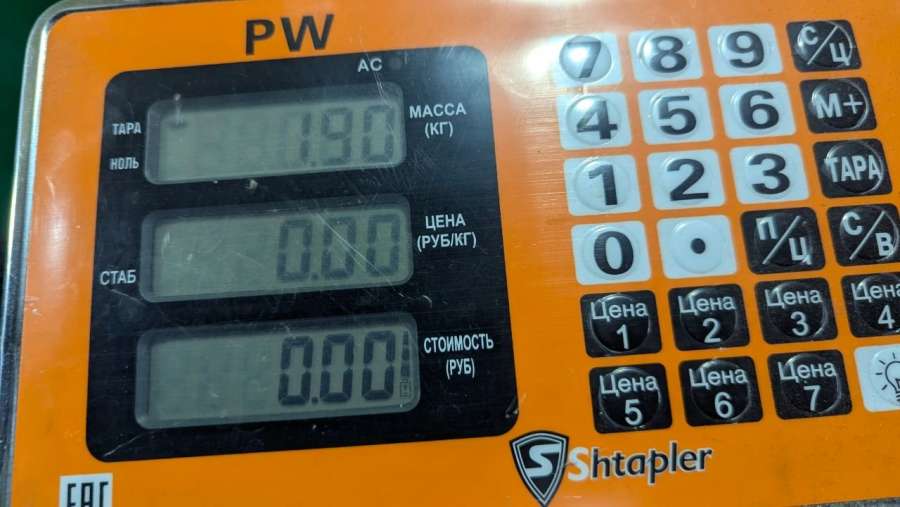 PW
AC
ТАРА
НОЛЬ
1.90
МАССА
(КГ)
СТАБ
0.00
ЦЕНА
(РУБ/КГ)
0.00
СТОИМОСТЬ
(РУБ)
7 8 9 С/Ц
4 5 6 М+
1 2 3 ТАРА
0 • П/Ц С/В
Цена 1 Цена 2 Цена 3 Цена 4
Цена 5 Цена 6 Цена 7
S Shtapler
EAC